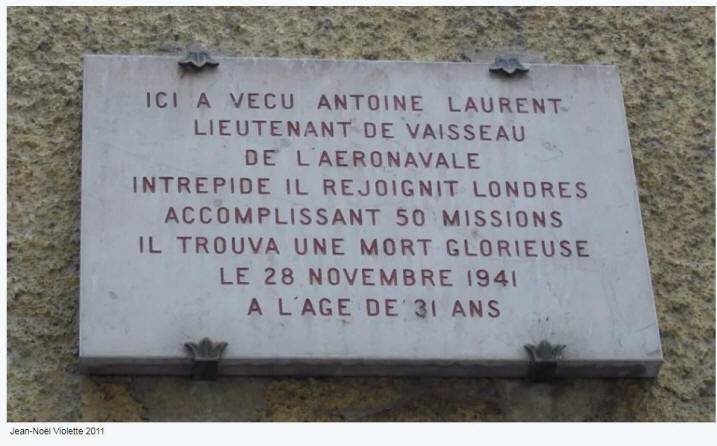 ICI A VECU ANTOINE LAURENT
LIEUTENANT DE VAISSEAU
DE L'AERONAVALE
INTREPIDE IL REJOIGNIT LONDRES
ACCOMPLISSANT 50 MISSIONS
IL TROUVA UNE MORT GLORIEUSE
LE 28 NOVEMBRE 1941
A L'AGE DE 31 ANS
Jean-Noël Violette 2011